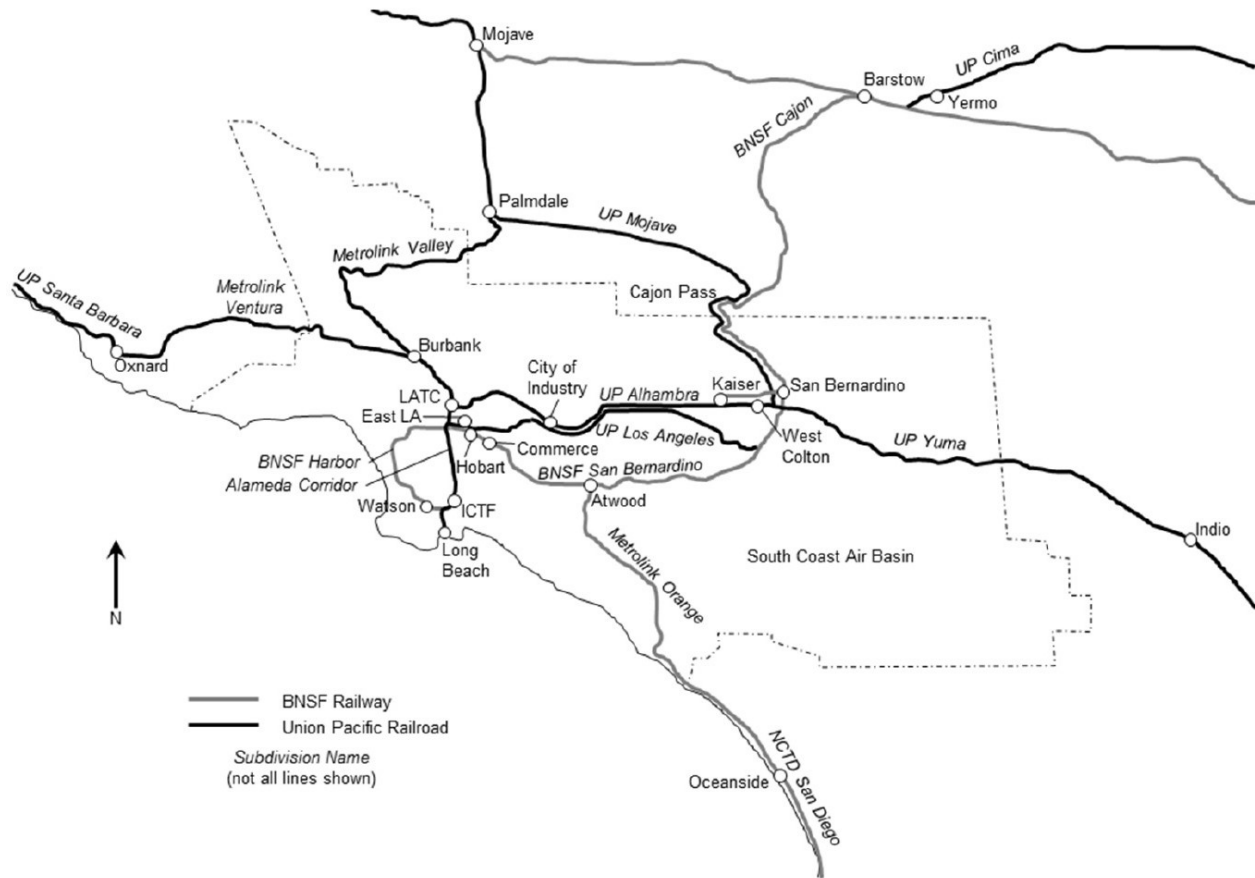 Mojave
UP Cima
Barstow
Yermo
BNSF Cajon
Palmdale
UP Mojave
Metrolink Valley
UP Santa Barbara
Metrolink
Ventura
Cajon Pass
Oxnard
Burbank
City of
Industry
LATC
Kaiser
San Bernardino
UP Alhambra
East LA
UP Los Angeles
West
Colton
UP Yuma
Hobart
Commerce
BNSF Harbor
Alameda Corridor
BNSF San Bernardino
Watson
ICTF
Atwood
Long
Beach
Indio
South Coast Air Basin
Metrolink Orange
N
BNSF Railway
Union Pacific Railroad
Subdivision Name
(not all lines shown)
Oceanside
NCTD San Diego